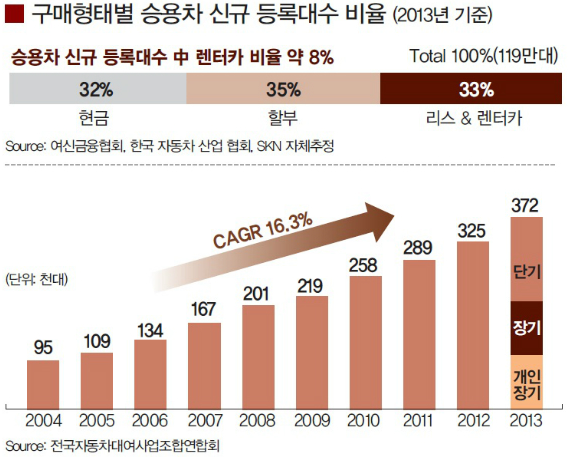 구매형태별 승용차 신규 등록대수 비율 (2013년 기준)
승용차 신규 등록대수 中 렌터카 비율 약 8% Total 100%(119만대)
32% 35% 33%
현금 할부 리스 & 렌터카
Source: 여신금융협회, 한국 자동차 산업 협회, SKN 자체추정
CAGR 16.3%
(단위: 천대)
95 109 134 167 201 219 258 289 325 372
단기
장기
개인
장기
2004 2005 2006 2007 2008 2009 2010 2011 2012 2013
Source: 전국자동차대여사업조합연합회